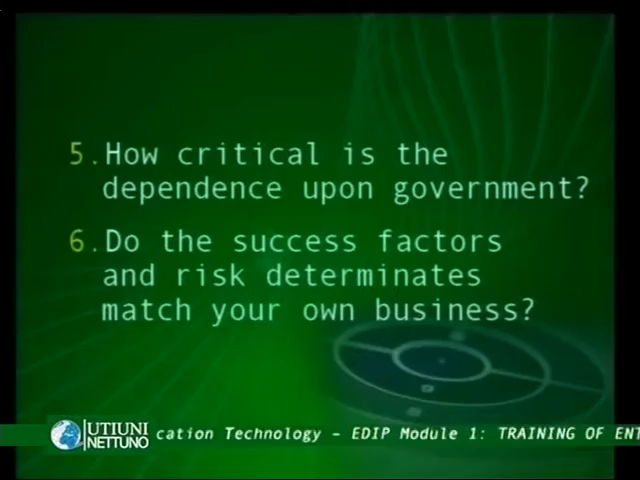 5.How critical is the
dependence upon government?
6.Do the success factors
and risk determinates
match your own business?
UTIUNI
NETTUNO
cation Technology – EDIP Module 1: TRAINING OF ENT